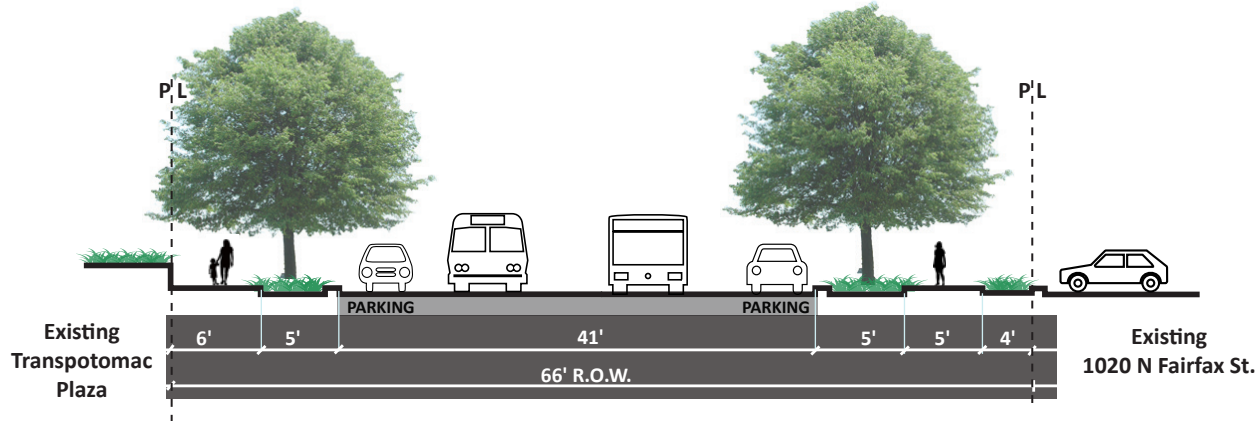 P L
P L
PARKING
PARKING
6'
5'
41'
5'
5'
4'
66' R.O.W.
Existing
Transpotomac
Plaza
Existing
1020 N Fairfax St.